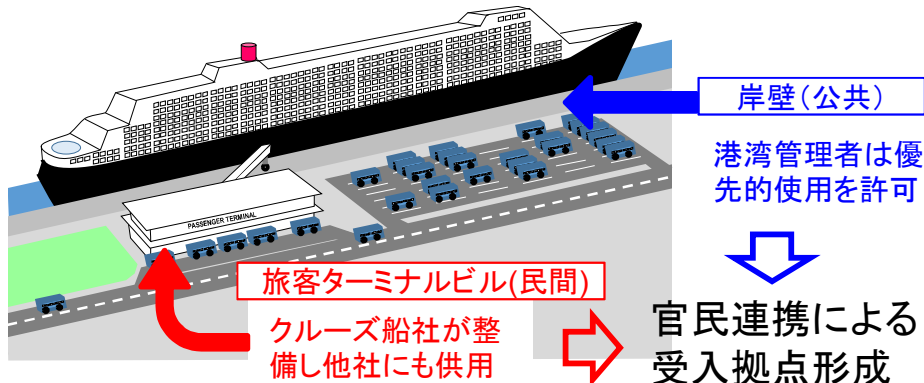 岸壁(公共)
港湾管理者は優
先的使用を許可
PASSENGER TERMINAL
旅客ターミナルビル(民間)
クルーズ船社が整
備し他社にも供用
官民連携による
受入拠点形成